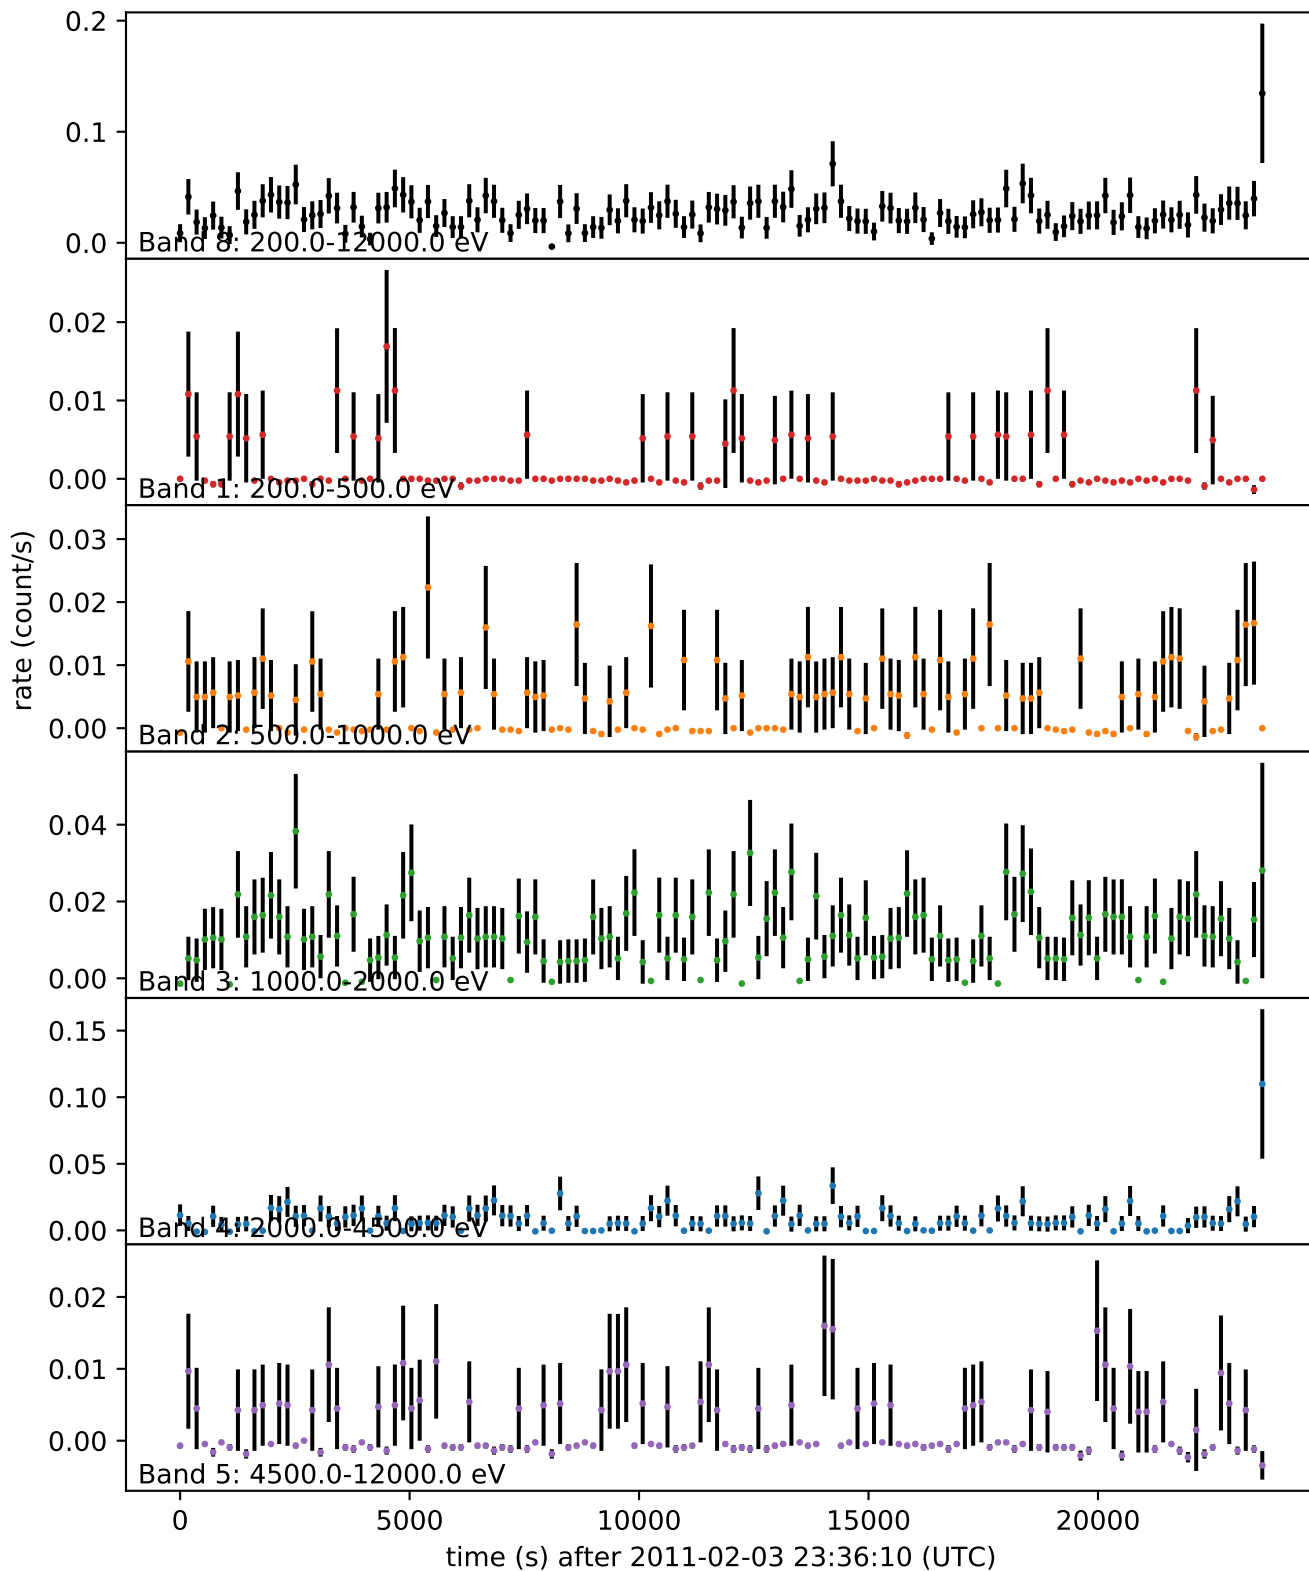 0.2
0.1
0.0
Band 8: 200.0-12000.0 eV
0.02
0.01
0.00
Band 1: 200.0-500.0 eV
0.03
0.02
0.01
0.00
Band 2: 500.0-1000.0 eV
rate (count/s)
0.04
0.02
0.00
Band 3: 1000.0-2000.0 eV
0.15
0.10
0.05
0.00
Band 4: 2000.0-4500.0 eV
0.02
0.01
0.00
Band 5: 4500.0-12000.0 eV
0 5000 10000 15000 20000
time (s) after 2011-02-03 23:36:10 (UTC)